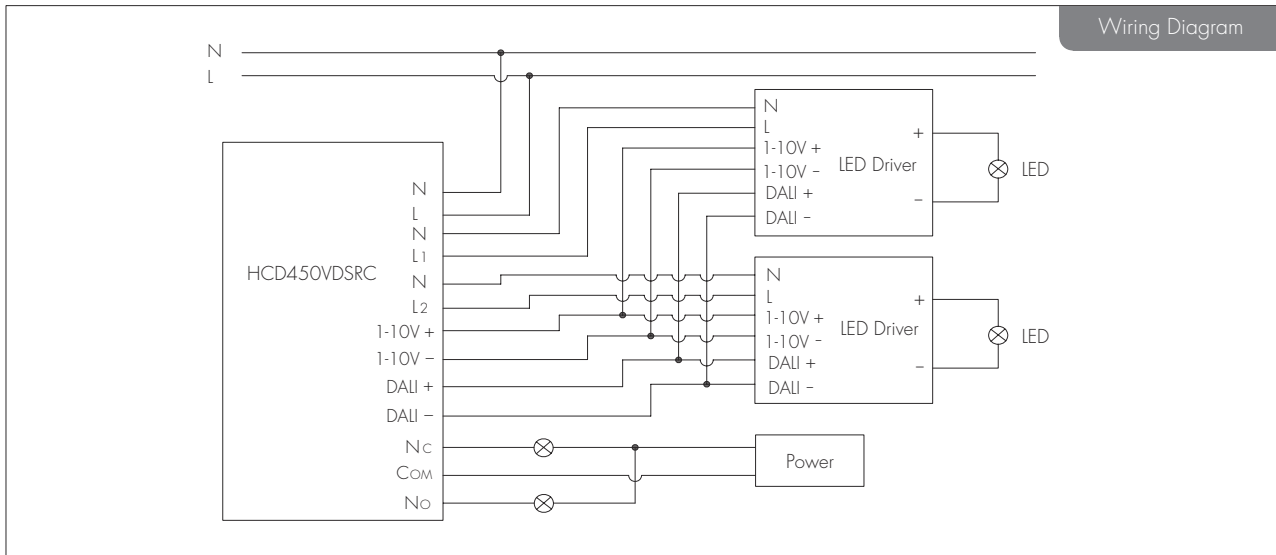 Wiring Diagram
N
L
HCD450VDSRC
N
L
N
L1
N
L2
1-10V +
1-10V –
DALI +
DALI –
NC
COM
NO
N
L
1-10V +
1-10V –
DALI +
DALI –
LED Driver
+
–
LED
N
L
1-10V +
1-10V –
DALI +
DALI –
LED Driver
+
–
LED
Power